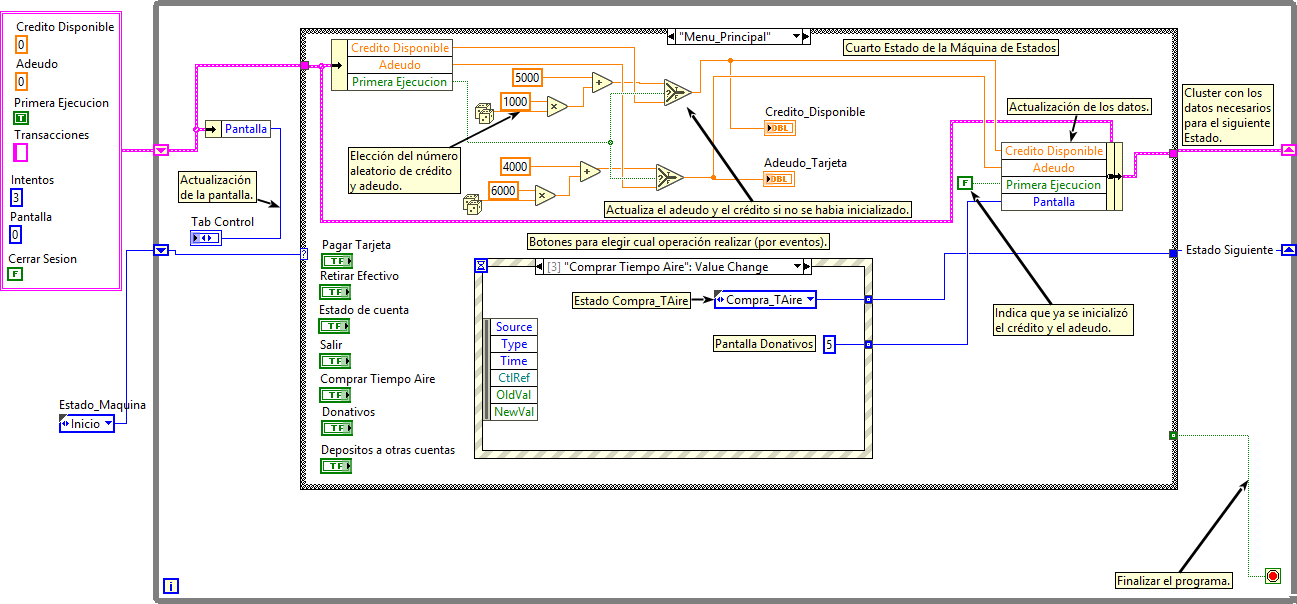 Credito Disponible
0
Adeudo
0
Primera Ejecucion
T
Transacciones
Intentos
3
Pantalla
0
Cerrar Sesion
F
Estado_Maquina
Inicio
Pantalla
Actualización
de la pantalla.
Tab Control
i
"Menu_Principal"
Cuarto Estado de la Máquina de Estados
Credito Disponible
Adeudo
Primera Ejecucion
5000
1000
+
x
Elección del número
aleatorio de crédito
y adeudo.
4000
6000
+
x
?
T
F
?
T
F
Credito_Disponible
DBL
Adeudo_Tarjeta
DBL
Actualiza el adeudo y el crédito si no se habia inicializado.
Actualización de los datos.
Credito Disponible
Adeudo
Primera Ejecucion
Pantalla
F
Cluster con los
datos necesarios
para el siguiente
Estado.
?
Pagar Tarjeta
TF
Retirar Efectivo
TF
Estado de cuenta
TF
Salir
TF
Comprar Tiempo Aire
TF
Donativos
TF
Depositos a otras cuentas
TF
Botones para elegir cual operación realizar (por eventos).
[3] "Comprar Tiempo Aire": Value Change
Estado Compra_TAire
Compra_TAire
Pantalla Donativos
5
Source
Type
Time
CtlRef
OldVal
NewVal
Estado Siguiente
Indica que ya se inicializó
el crédito y el adeudo.
Finalizar el programa.